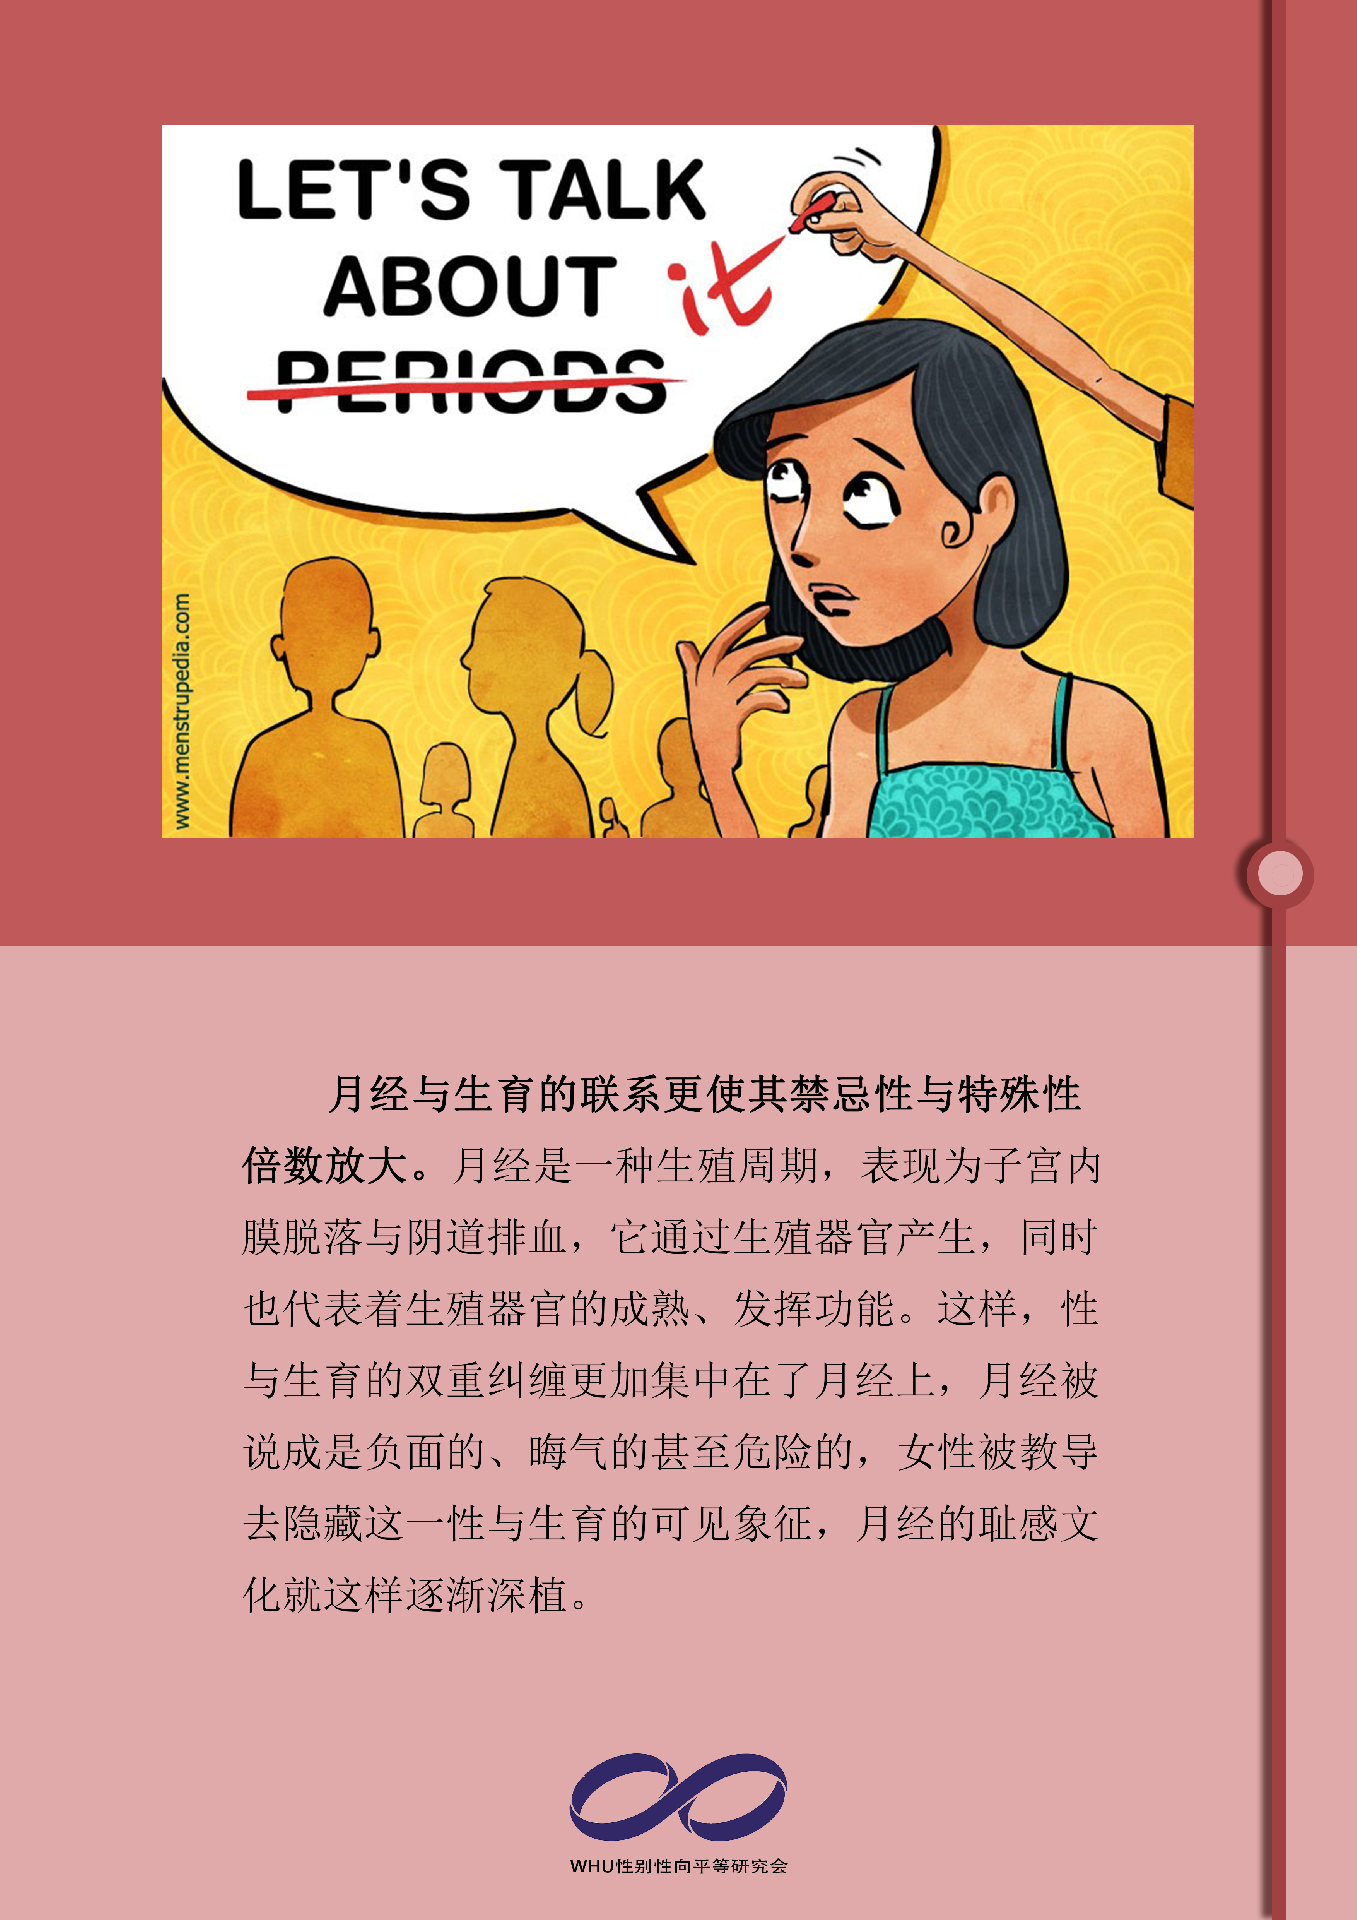 LET'S TALK
ABOUT it
PERIODS
www.menstrupedia.com
月经与生育的联系更使其禁忌性与特殊性
倍数放大。月经是一种生殖周期，表现为子宫内
膜脱落与阴道排血，它通过生殖器官产生，同时
也代表着生殖器官的成熟、发挥功能。这样，性
与生育的双重纠缠更加集中在了月经上，月经被
说成是负面的、晦气的甚至危险的，女性被教导
去隐藏这一性与生育的可见象征，月经的耻感文
化就这样逐渐深植。
WHU性别性向平等研究会